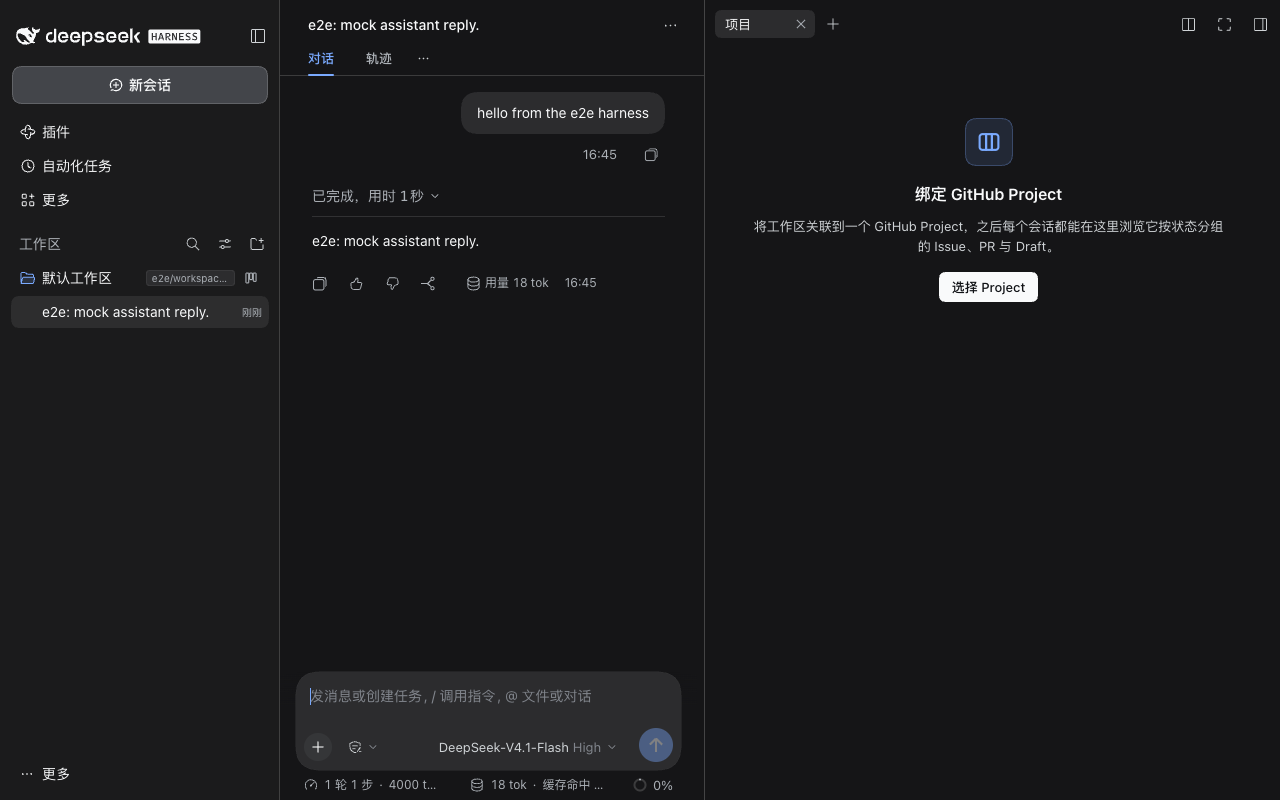 deepseek HARNESS
新会话
插件
自动化任务
更多
工作区
默认工作区 e2e/workspac...
e2e: mock assistant reply. 刚刚
更多
e2e: mock assistant reply.
对话 轨迹
hello from the e2e harness
16:45
已完成，用时 1 秒
e2e: mock assistant reply.
用量 18 tok 16:45
发消息或创建任务, / 调用指令, @ 文件或对话
DeepSeek-V4.1-Flash High
1 轮 1 步 · 4000 t... 18 tok · 缓存命中 ... 0%
项目
绑定 GitHub Project
将工作区关联到一个 GitHub Project，之后每个会话都能在这里浏览它按状态分组
的 Issue、PR 与 Draft。
选择 Project